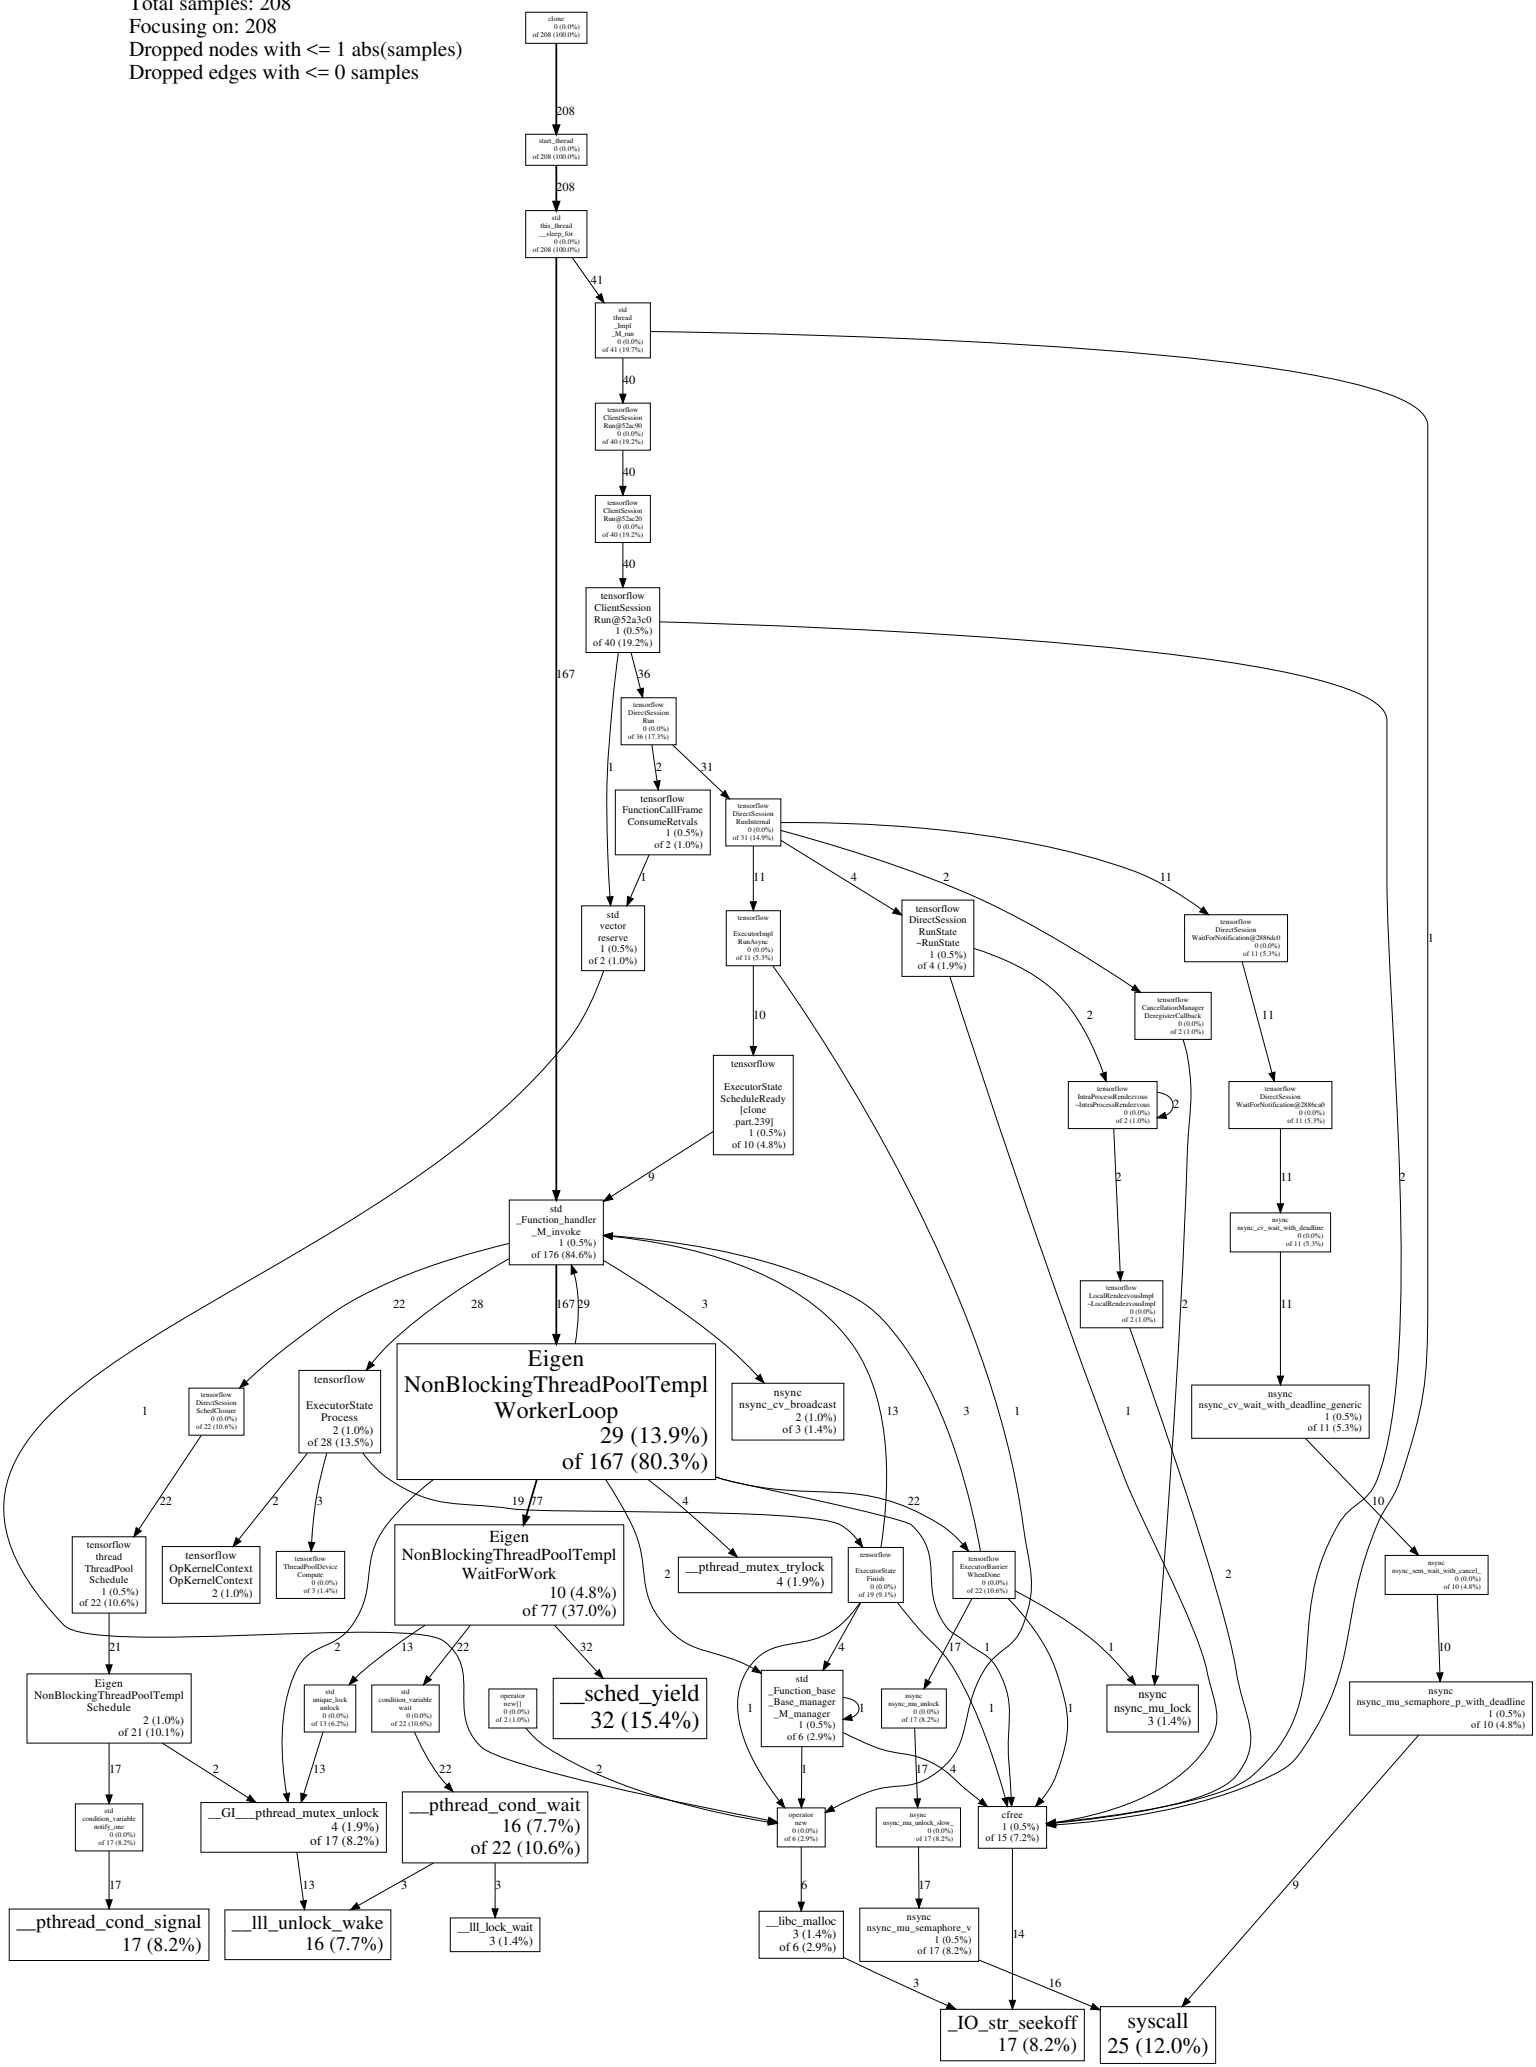 Total samples: 208
Focusing on: 208
Dropped nodes with <= 1 abs(samples)
Dropped edges with <= 0 samples
clone
0 (0.0%)
of 208 (100.0%)
208
start_thread
0 (0.0%)
of 208 (100.0%)
208
std
this_thread
__sleep_for
0 (0.0%)
of 208 (100.0%)
41
std
thread
_Impl
_M_run
0 (0.0%)
of 41 (19.7%)
40
tensorflow
ClientSession
Run@52ac90
0 (0.0%)
of 40 (19.2%)
40
tensorflow
ClientSession
Run@52ac20
0 (0.0%)
of 40 (19.2%)
40
tensorflow
ClientSession
Run@52a3c0
1 (0.5%)
of 40 (19.2%)
167
36
tensorflow
DirectSession
Run
0 (0.0%)
of 36 (17.3%)
1
2
31
tensorflow
FunctionCallFrame
ConsumeRetvals
1 (0.5%)
of 2 (1.0%)
tensorflow
DirectSession
RunInternal
0 (0.0%)
of 31 (14.9%)
1
11
4
2
11
std
vector
reserve
1 (0.5%)
of 2 (1.0%)
tensorflow
ExecutorImpl
RunAsync
0 (0.0%)
of 11 (5.3%)
tensorflow
DirectSession
RunState
~RunState
1 (0.5%)
of 4 (1.9%)
tensorflow
DirectSession
WaitForNotification@2886dc0
0 (0.0%)
of 11 (5.3%)
1
tensorflow
CancellationManager
DeregisterCallback
0 (0.0%)
of 2 (1.0%)
10
2
11
tensorflow
ExecutorState
ScheduleReady
[clone
.part.239]
1 (0.5%)
of 10 (4.8%)
tensorflow
IntraProcessRendezvous
~IntraProcessRendezvous
0 (0.0%)
of 2 (1.0%)
2
tensorflow
DirectSession
WaitForNotification@2886ca0
0 (0.0%)
of 11 (5.3%)
9
2
11
2
std
_Function_handler
_M_invoke
1 (0.5%)
of 176 (84.6%)
nsync
nsync_cv_wait_with_deadline
0 (0.0%)
of 11 (5.3%)
tensorflow
LocalRendezvousImpl
~LocalRendezvousImpl
0 (0.0%)
of 2 (1.0%)
22
28
167
29
3
2
11
tensorflow
DirectSession
SchedClosure
0 (0.0%)
of 22 (10.6%)
tensorflow
ExecutorState
Process
2 (1.0%)
of 28 (13.5%)
Eigen
NonBlockingThreadPoolTempl
WorkerLoop
29 (13.9%)
of 167 (80.3%)
nsync
nsync_cv_broadcast
2 (1.0%)
of 3 (1.4%)
nsync
nsync_cv_wait_with_deadline_generic
1 (0.5%)
of 11 (5.3%)
1
13
3
1
1
22
2
3
19
77
4
22
10
tensorflow
thread
ThreadPool
Schedule
1 (0.5%)
of 22 (10.6%)
tensorflow
OpKernelContext
OpKernelContext
2 (1.0%)
tensorflow
ThreadPoolDevice
Compute
0 (0.0%)
of 3 (1.4%)
Eigen
NonBlockingThreadPoolTempl
WaitForWork
10 (4.8%)
of 77 (37.0%)
2
__pthread_mutex_trylock
4 (1.9%)
tensorflow
ExecutorState
Finish
0 (0.0%)
of 19 (9.1%)
tensorflow
ExecutorBarrier
WhenDone
0 (0.0%)
of 22 (10.6%)
2
nsync
nsync_sem_wait_with_cancel_
0 (0.0%)
of 10 (4.8%)
21
2
13
22
32
4
17
1
1
10
Eigen
NonBlockingThreadPoolTempl
Schedule
2 (1.0%)
of 21 (10.1%)
std
unique_lock
unlock
0 (0.0%)
of 13 (6.2%)
std
condition_variable
wait
0 (0.0%)
of 22 (10.6%)
operator
new[]
0 (0.0%)
of 2 (1.0%)
__sched_yield
32 (15.4%)
1
std
_Function_base
_Base_manager
_M_manager
1 (0.5%)
of 6 (2.9%)
1
nsync
nsync_mu_unlock
0 (0.0%)
of 17 (8.2%)
1
1
nsync
nsync_mu_lock
3 (1.4%)
nsync
nsync_mu_semaphore_p_with_deadline
1 (0.5%)
of 10 (4.8%)
17
2
13
22
2
1
4
17
std
condition_variable
notify_one
0 (0.0%)
of 17 (8.2%)
__GI___pthread_mutex_unlock
4 (1.9%)
of 17 (8.2%)
__pthread_cond_wait
16 (7.7%)
of 22 (10.6%)
operator
new
0 (0.0%)
of 6 (2.9%)
nsync
nsync_mu_unlock_slow_
0 (0.0%)
of 17 (8.2%)
cfree
1 (0.5%)
of 15 (7.2%)
17
13
3
3
6
17
9
__pthread_cond_signal
17 (8.2%)
__lll_unlock_wake
16 (7.7%)
__lll_lock_wait
3 (1.4%)
__libc_malloc
3 (1.4%)
of 6 (2.9%)
nsync
nsync_mu_semaphore_v
1 (0.5%)
of 17 (8.2%)
14
3
16
_IO_str_seekoff
17 (8.2%)
syscall
25 (12.0%)